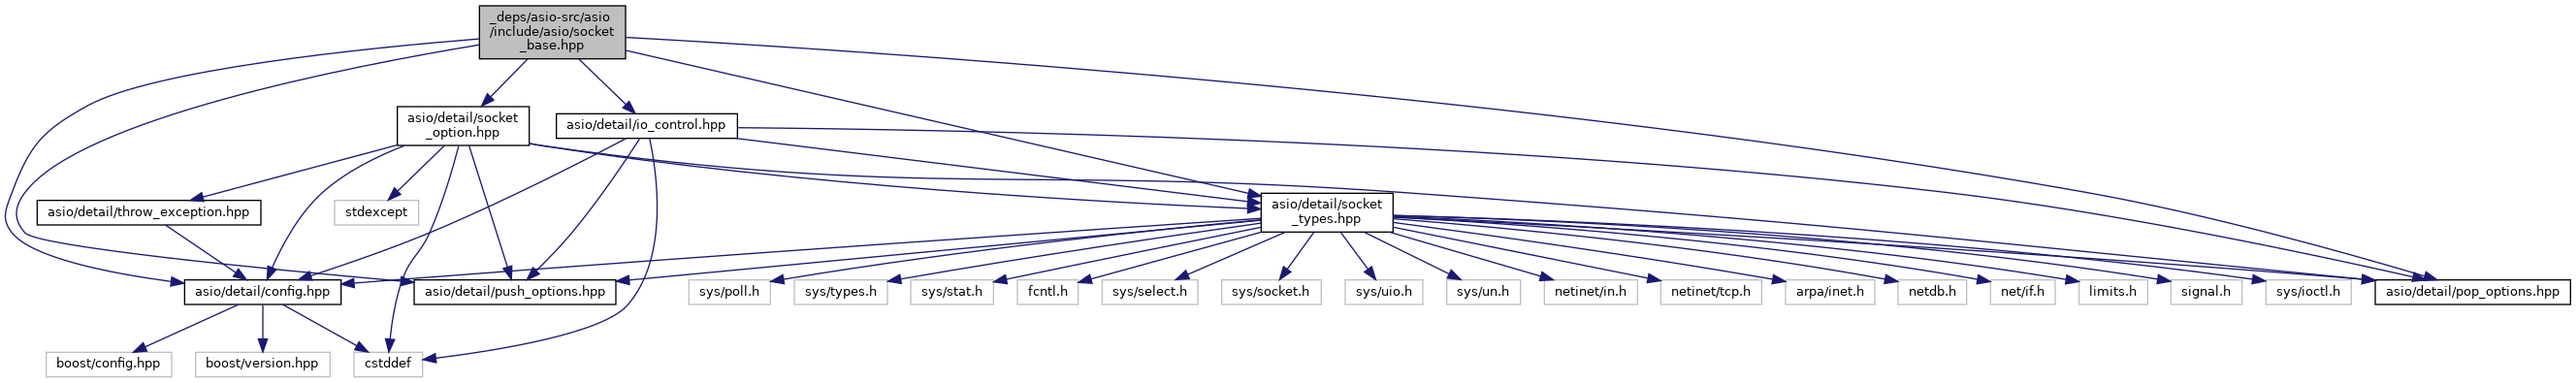 _deps/asio-src/asio
/include/asio/socket
_base.hpp
asio/detail/socket
_option.hpp
asio/detail/io_control.hpp
asio/detail/throw_exception.hpp
stdexcept
asio/detail/socket
_types.hpp
asio/detail/config.hpp
asio/detail/push_options.hpp
sys/poll.h
sys/types.h
sys/stat.h
fcntl.h
sys/select.h
sys/socket.h
sys/uio.h
sys/un.h
netinet/in.h
netinet/tcp.h
arpa/inet.h
netdb.h
net/if.h
limits.h
signal.h
sys/ioctl.h
asio/detail/pop_options.hpp
boost/config.hpp
boost/version.hpp
cstddef